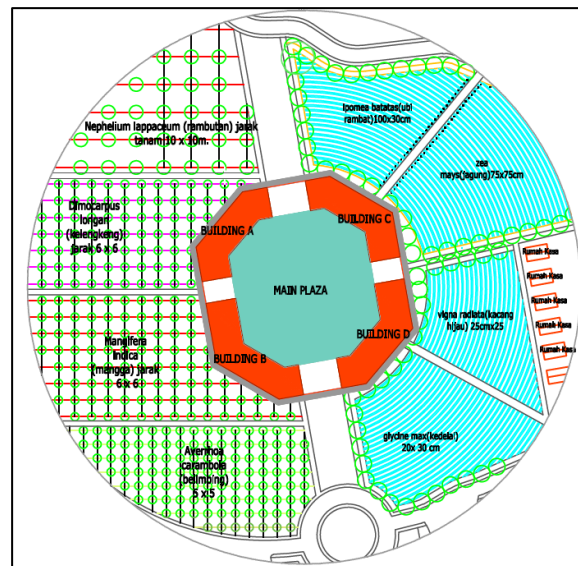 Nephelium lappaceum (rambutan) jarak
tanam 10 x 10m.
Dimocarpus
longan
(kelengkeng)
jarak 6 x 6
Mangifera
indica
(mangga) jarak
6 x 6
Averrhoa
carambola
(belimbing)
5 x 5
BUILDING A
BUILDING C
MAIN PLAZA
BUILDING B
BUILDING D
Ipomea batatas(ubi
rambat)100x30cm
zea
mays(jagung)75x75cm
vigna radiata(kacang
hijau) 25cmx25
glycine max(kedelai)
20x 30 cm
Rumah Kasa
Rumah Kasa
Rumah Kasa
Rumah Kasa
Rumah Kasa